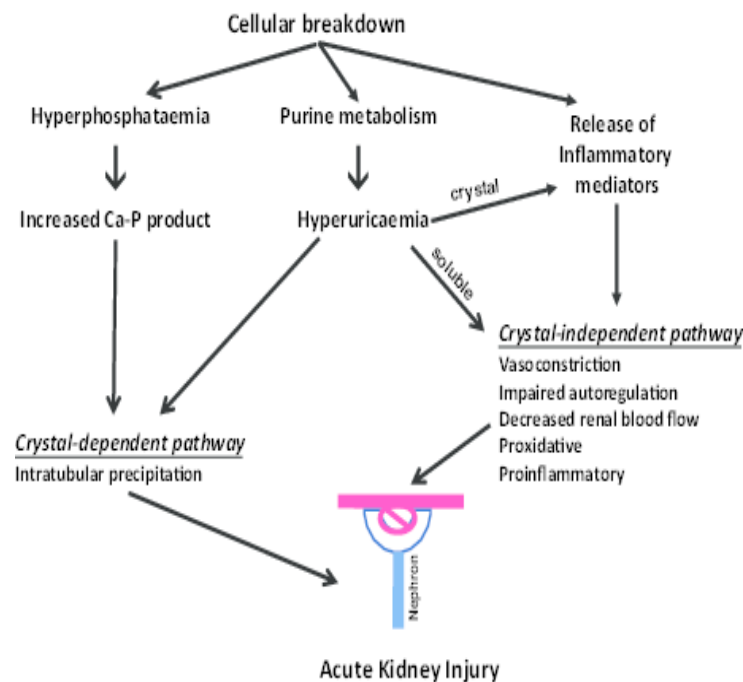 Cellular breakdown
Hyperphosphataemia
Purine metabolism
Release of
Inflammatory
mediators
crystal
Increased Ca-P product
Hyperuricaemia
soluble
Crystal-independent pathway
Vasoconstriction
Impaired autoregulation
Decreased renal blood flow
Proxidative
Proinflammatory
Crystal-dependent pathway
Intratubular precipitation
Nephron
Acute Kidney Injury